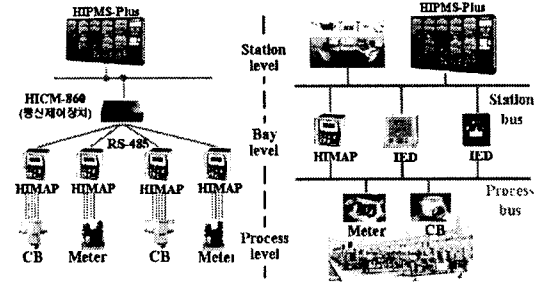 HIPMS-Plus
HICM-860
(통신제어장치)
RS-485
HIMAP HIMAP HIMAP HIMAP
CB Meter CB Meter
Station
level
Bay
level
Process
level
HIPMS-Plus
Station
bus
HIMAP IED IED
Process
bus
Meter CB